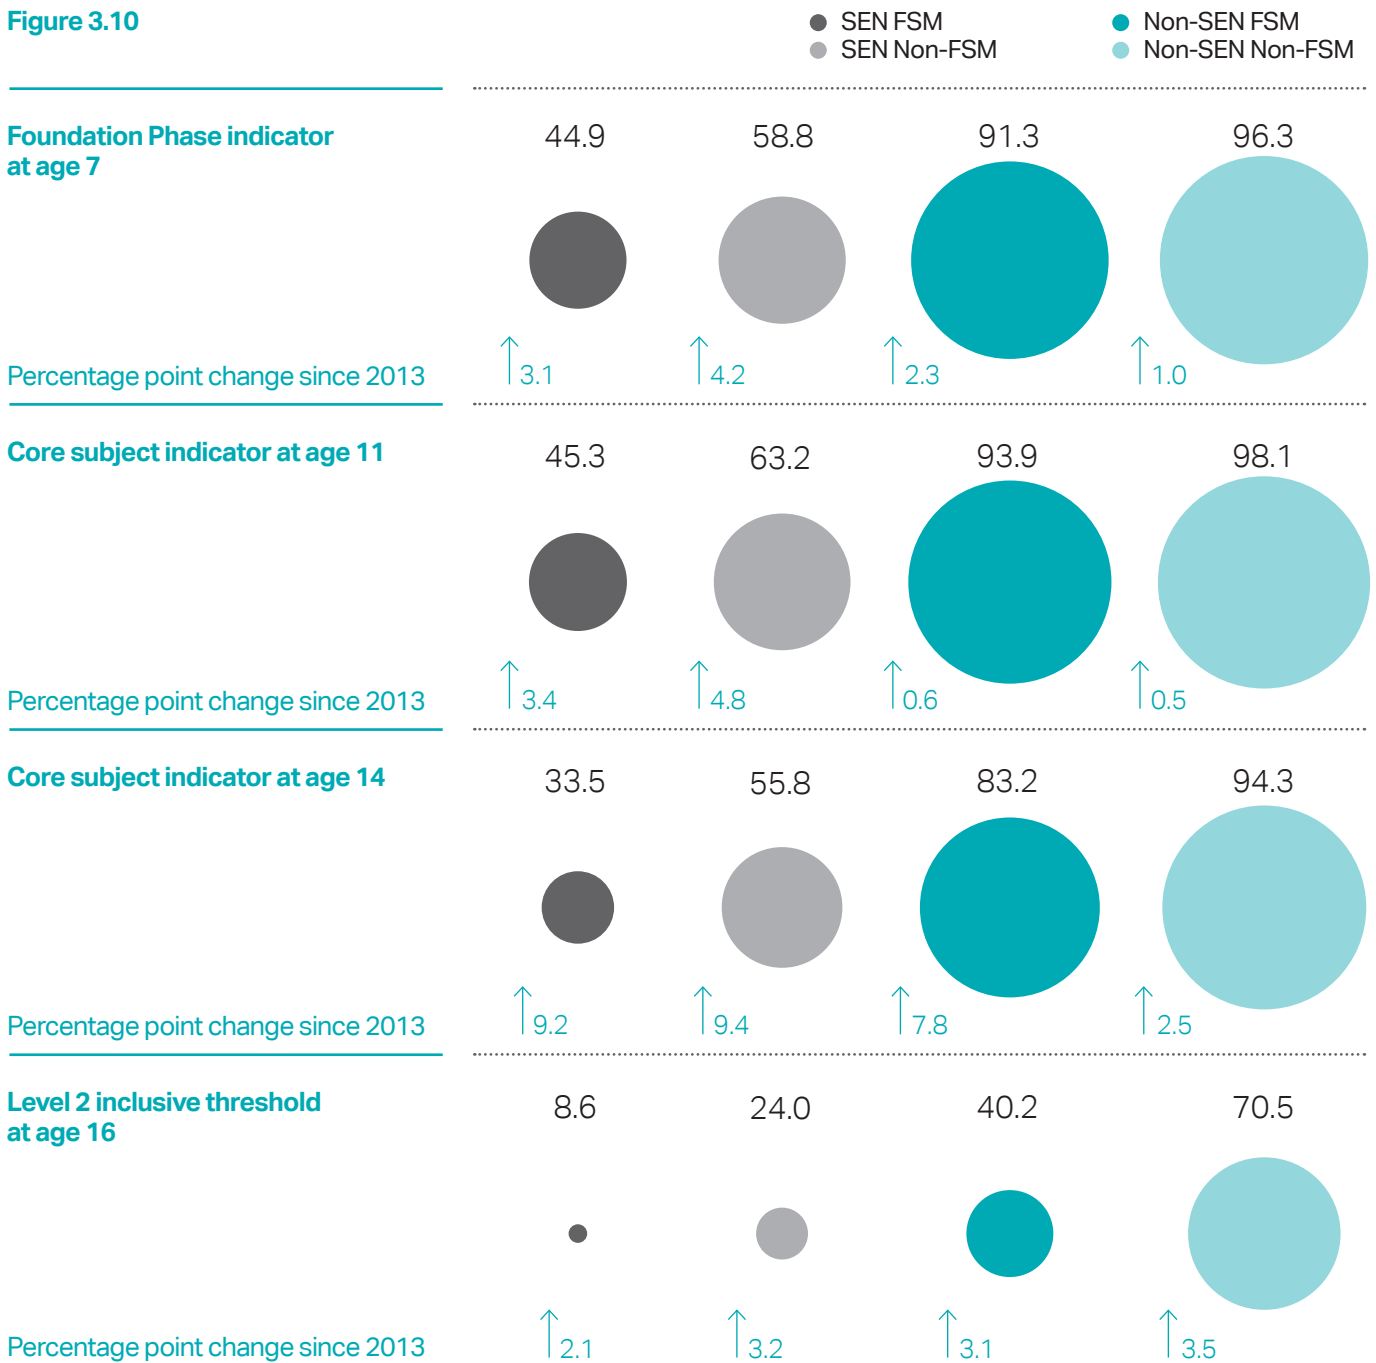 Figure 3.10
SEN FSM
SEN Non-FSM
Non-SEN FSM
Non-SEN Non-FSM
Foundation Phase indicator
at age 7
44.9 58.8 91.3 96.3
Percentage point change since 2013 3.1 4.2 2.3 1.0
Core subject indicator at age 11 45.3 63.2 93.9 98.1
Percentage point change since 2013 3.4 4.8 0.6 0.5
Core subject indicator at age 14 33.5 55.8 83.2 94.3
Percentage point change since 2013 9.2 9.4 7.8 2.5
Level 2 inclusive threshold
at age 16
8.6 24.0 40.2 70.5
Percentage point change since 2013 2.1 3.2 3.1 3.5